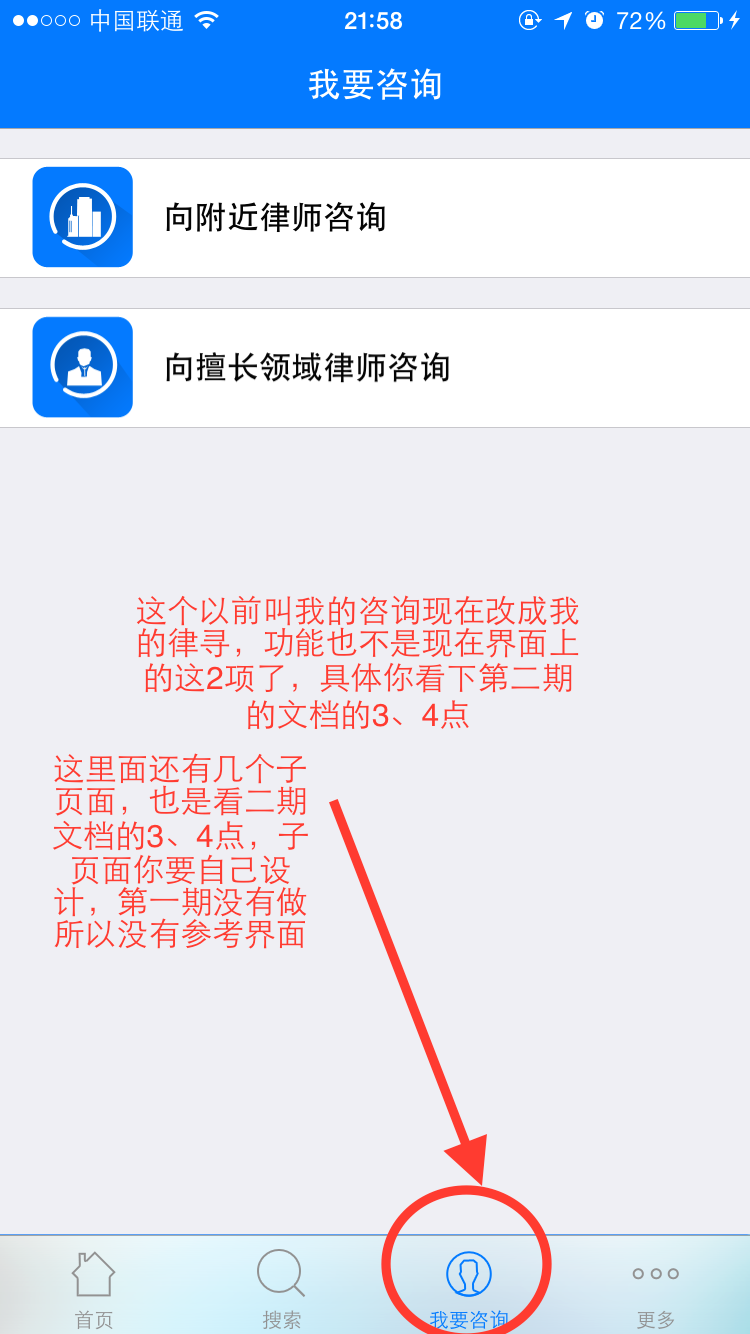 中国联通 21:58 72%
我要咨询
向附近律师咨询
向擅长领域律师咨询
这个以前叫我的咨询现在改成我
的律寻，功能也不是现在界面上
的这2项了，具体你看下第二期
的文档的3、4点
这里面还有几个子
页面，也是看二期
文档的3、4点，子
页面你要自己设
计，第一期没有做
所以没有参考界面
首页 搜索 我要咨询 更多